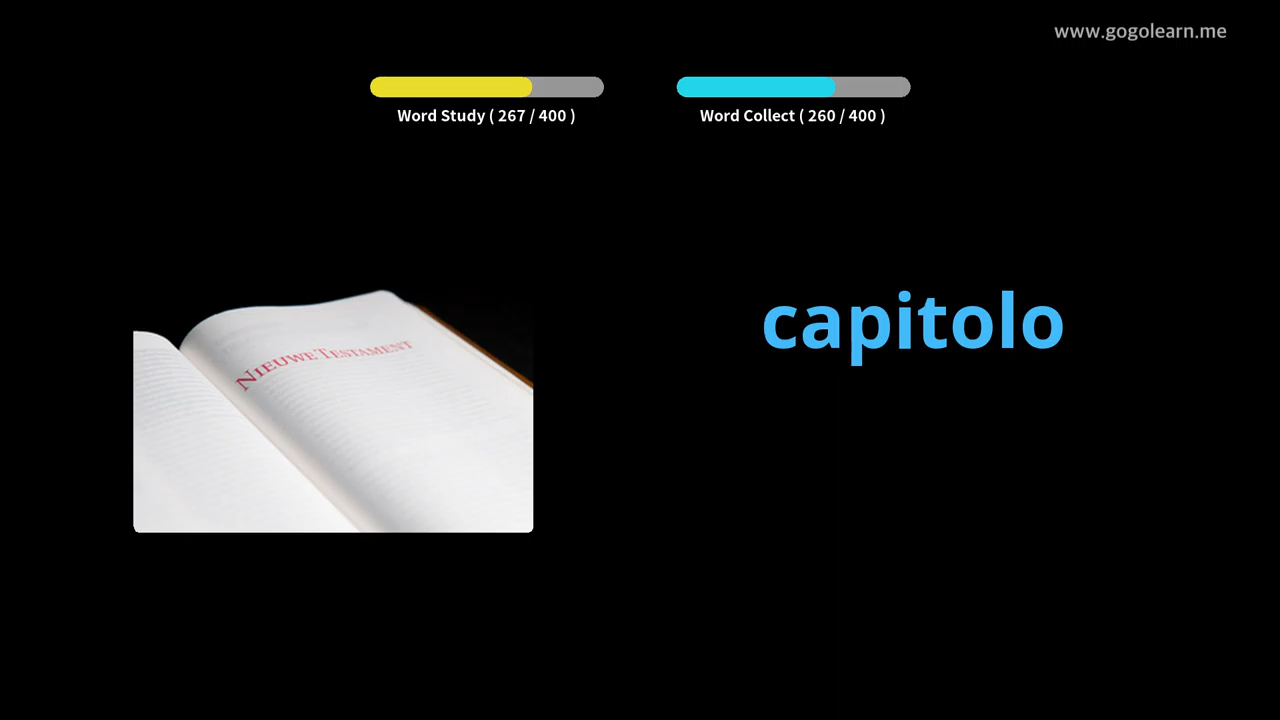 www.gogolearn.me
Word Study ( 267 / 400 )
Word Collect ( 260 / 400 )
NIEUWE TESTAMENT
capitolo